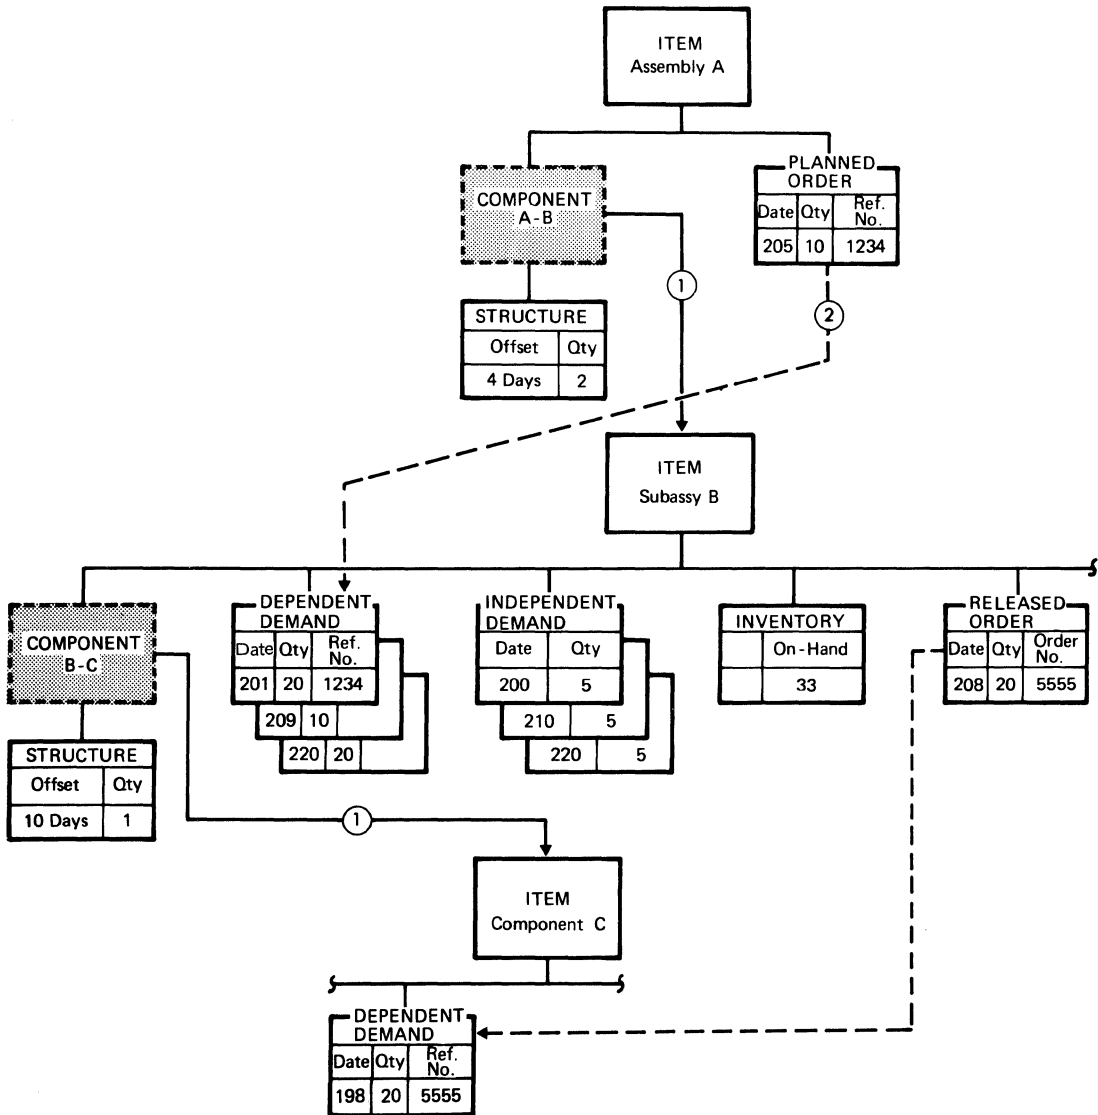 ITEM
Assembly A
PLANNED
ORDER
Date Qty Ref. No.
205 10 1234
COMPONENT
A-B
1
2
STRUCTURE
Offset Qty
4 Days 2
ITEM
Subassy B
COMPONENT
B-C
DEPENDENT
DEMAND
Date Qty Ref. No.
201 20 1234
209 10
220 20
INDEPENDENT
DEMAND
Date Qty
200 5
210 5
220 5
INVENTORY
On-Hand
33
RELEASED
ORDER
Date Qty Order No.
208 20 5555
STRUCTURE
Offset Qty
10 Days 1
1
ITEM
Component C
DEPENDENT
DEMAND
Date Qty Ref. No.
198 20 5555